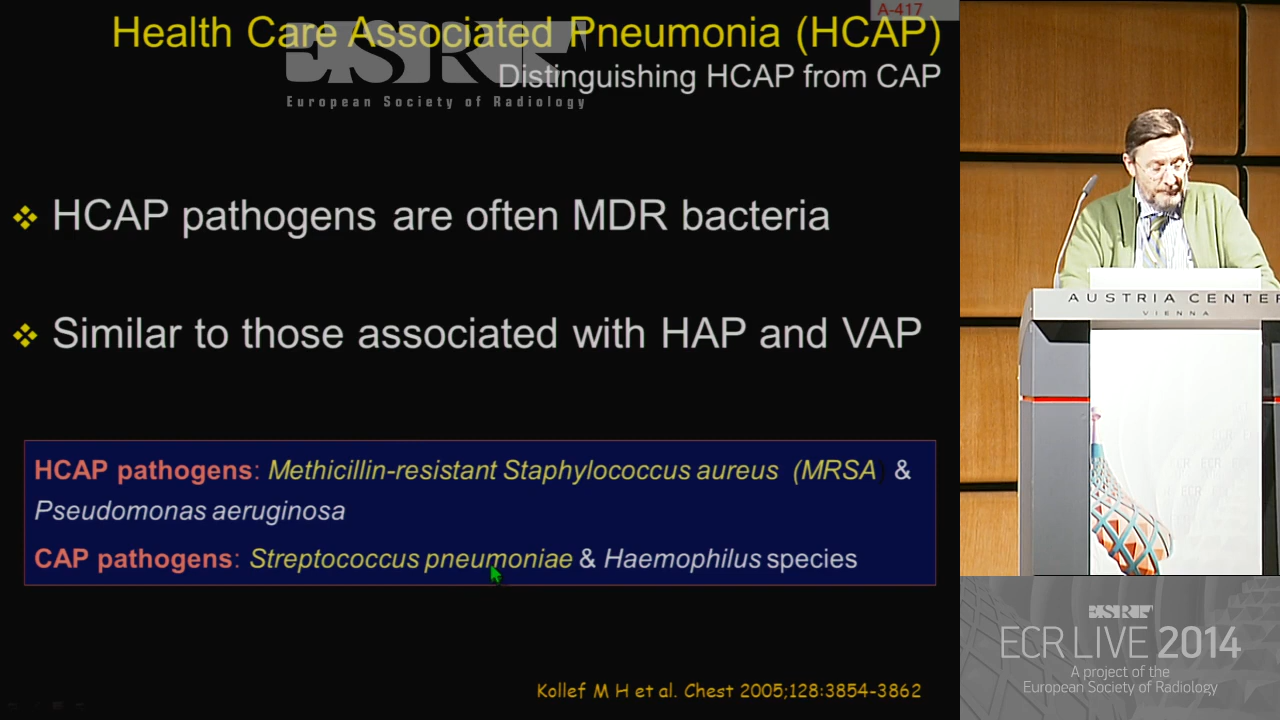 A-417
Health Care Associated Pneumonia (HCAP)
Distinguishing HCAP from CAP
European Society of Radiology
HCAP pathogens are often MDR bacteria
Similar to those associated with HAP and VAP
HCAP pathogens: Methicillin-resistant Staphylococcus aureus (MRSA) &
Pseudomonas aeruginosa
CAP pathogens: Streptococcus pneumoniae & Haemophilus species
Kollef M H et al. Chest 2005;128:3854-3862
AUSTRIA CENTER
VIENNA
ECR LIVE 2014
A project of the
European Society of Radiology